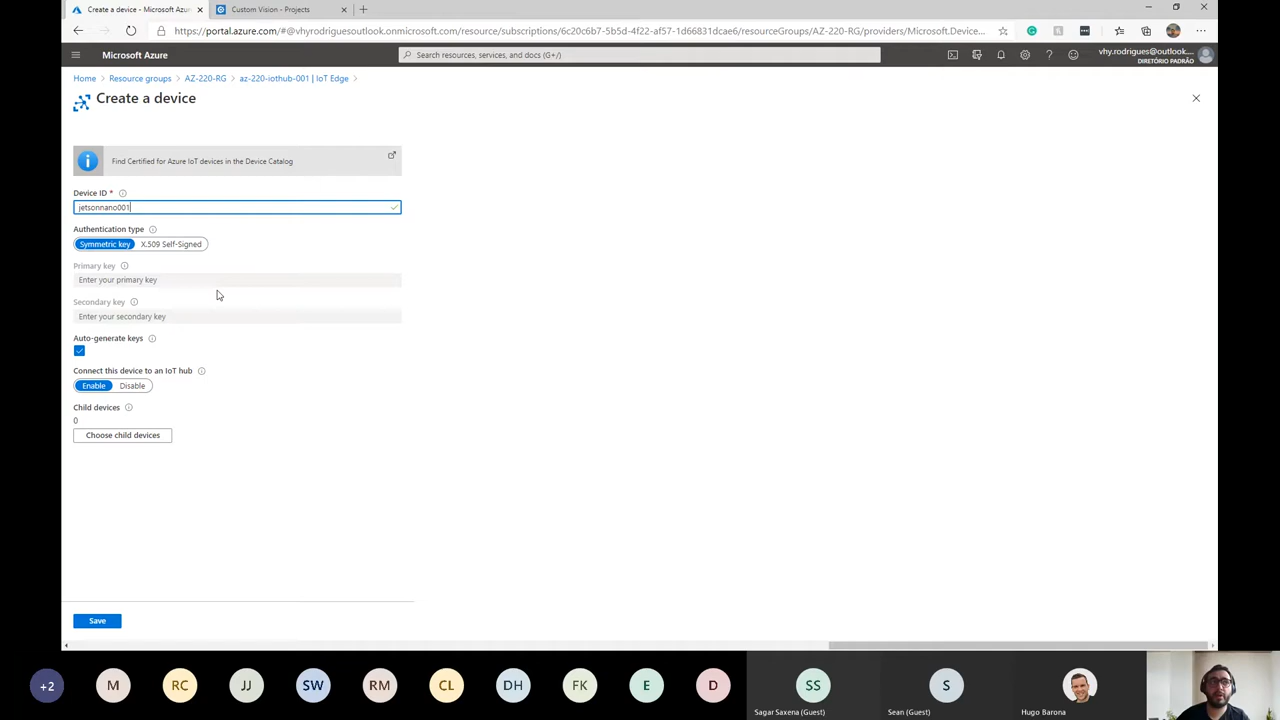 Create a device - Microsoft Azur
Custom Vision - Projects
https://portal.azure.com/#@vhyrodriguesoutlook.onmicrosoft.com/resource/subscriptions/6c20c6b7-5b5d-4f22-af57-1d66831dcae6/resourceGroups/AZ-220-RG/providers/Microsoft.Device...
Microsoft Azure
Search resources, services, and docs (G+/)
vhy.rodrigues@outlook....
DIRETÓRIO PADRÃO
Home > Resource groups > AZ-220-RG > az-220-iothub-001 | IoT Edge >
Create a device
Find Certified for Azure IoT devices in the Device Catalog
Device ID *
jetsonnano001
Authentication type
Symmetric key X.509 Self-Signed
Primary key
Enter your primary key
Secondary key
Enter your secondary key
Auto-generate keys
Connect this device to an IoT hub
Enable Disable
Child devices
0
Choose child devices
Save
+2 M RC JJ SW RM CL DH FK E D SS S
Sagar Saxena (Guest) Sean (Guest) Hugo Barona